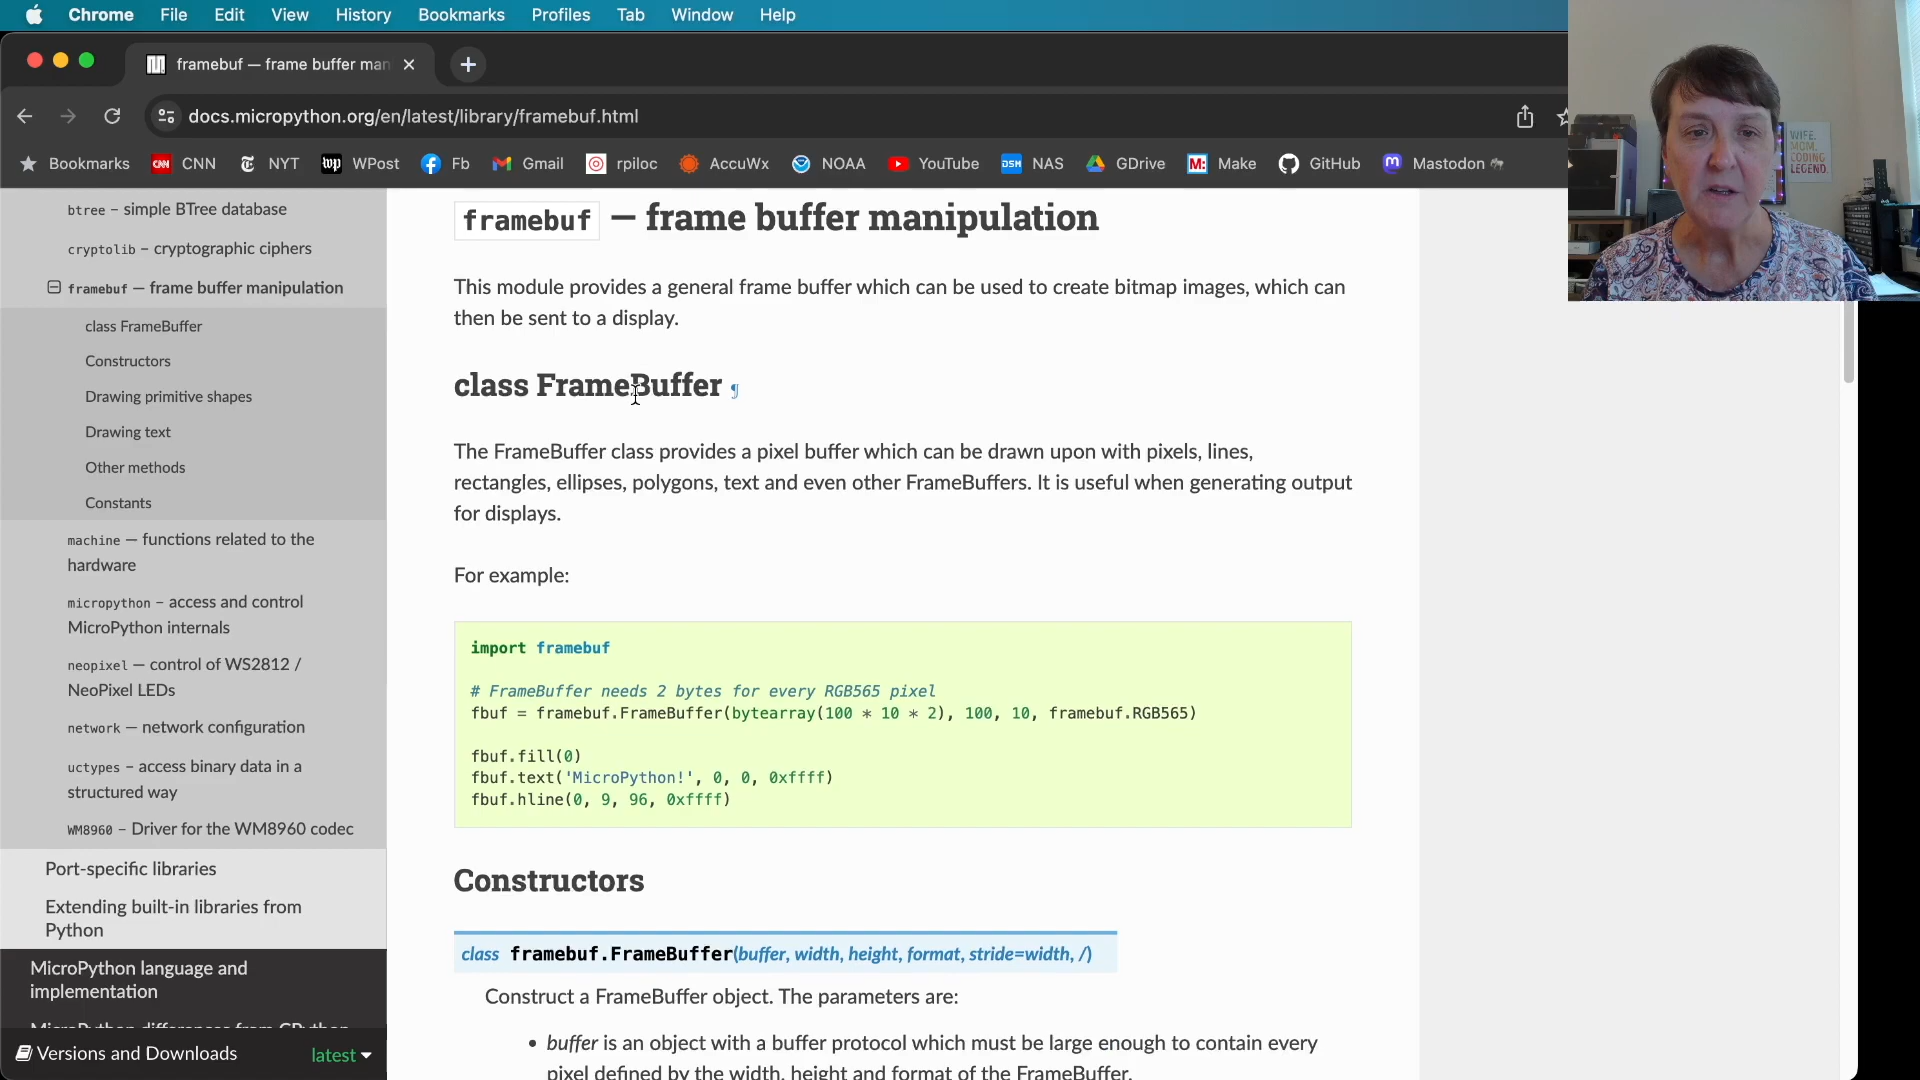 Chrome File Edit View History Bookmarks Profiles Tab Window Help
framebuf — frame buffer man
docs.micropython.org/en/latest/library/framebuf.html
Bookmarks CNN NYT WPost Fb Gmail rpiloc AccuWx NOAA YouTube NAS GDrive Make GitHub Mastodon
btree – simple BTree database
cryptolib – cryptographic ciphers
framebuf — frame buffer manipulation
class FrameBuffer
Constructors
Drawing primitive shapes
Drawing text
Other methods
Constants
machine — functions related to the
hardware
micropython – access and control
MicroPython internals
neopixel — control of WS2812 /
NeoPixel LEDs
network — network configuration
uctypes – access binary data in a
structured way
WM8960 – Driver for the WM8960 codec
Port-specific libraries
Extending built-in libraries from
Python
MicroPython language and
implementation
MicroPython differences from CPython
Versions and Downloads latest
framebuf — frame buffer manipulation
This module provides a general frame buffer which can be used to create bitmap images, which can
then be sent to a display.
class FrameBuffer ¶
The FrameBuffer class provides a pixel buffer which can be drawn upon with pixels, lines,
rectangles, ellipses, polygons, text and even other FrameBuffers. It is useful when generating output
for displays.
For example:
import framebuf
# FrameBuffer needs 2 bytes for every RGB565 pixel
fbuf = framebuf.FrameBuffer(bytearray(100 * 10 * 2), 100, 10, framebuf.RGB565)
fbuf.fill(0)
fbuf.text('MicroPython!', 0, 0, 0xffff)
fbuf.hline(0, 9, 96, 0xffff)
Constructors
class framebuf.FrameBuffer(buffer, width, height, format, stride=width, /)
Construct a FrameBuffer object. The parameters are:
• buffer is an object with a buffer protocol which must be large enough to contain every
pixel defined by the width, height and format of the FrameBuffer.
WIFE.
MOM.
CODING
LEGEND.